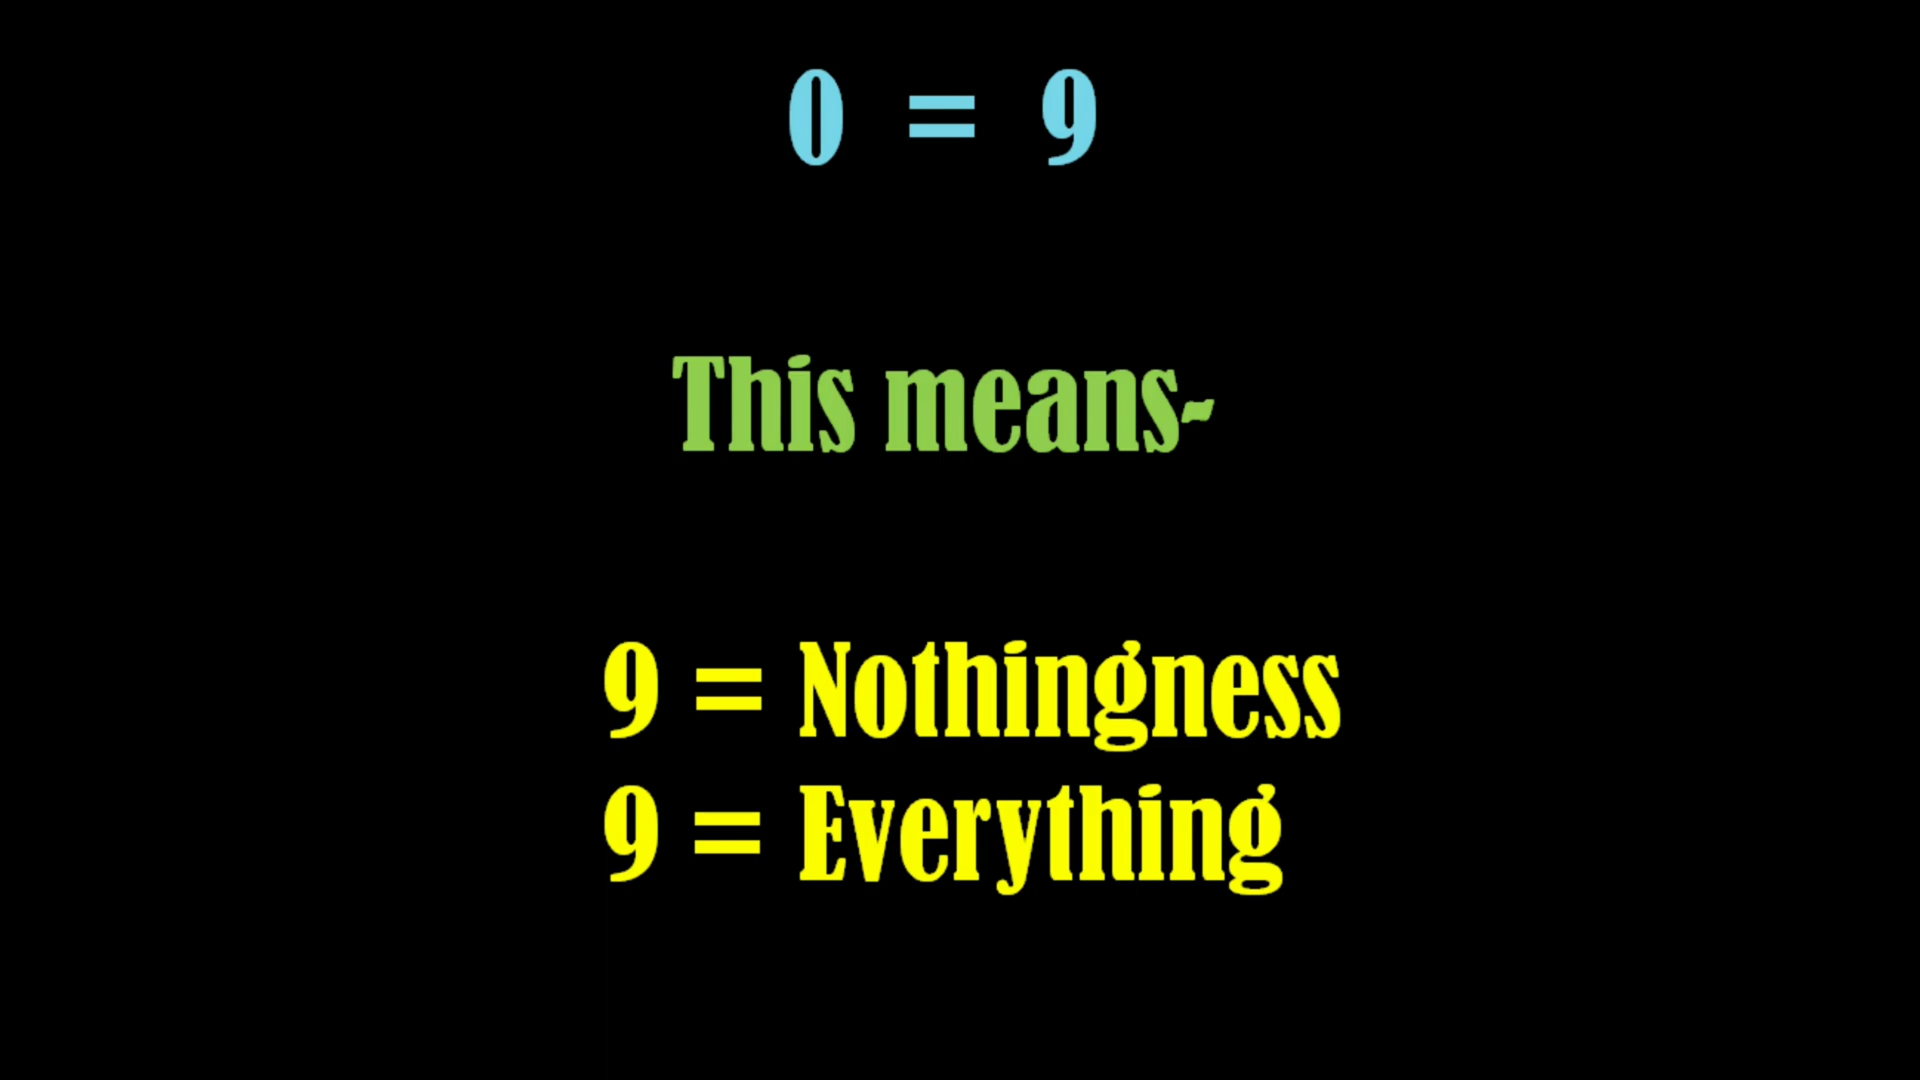 0 = 9
This means-
9 = Nothingness
9 = Everything